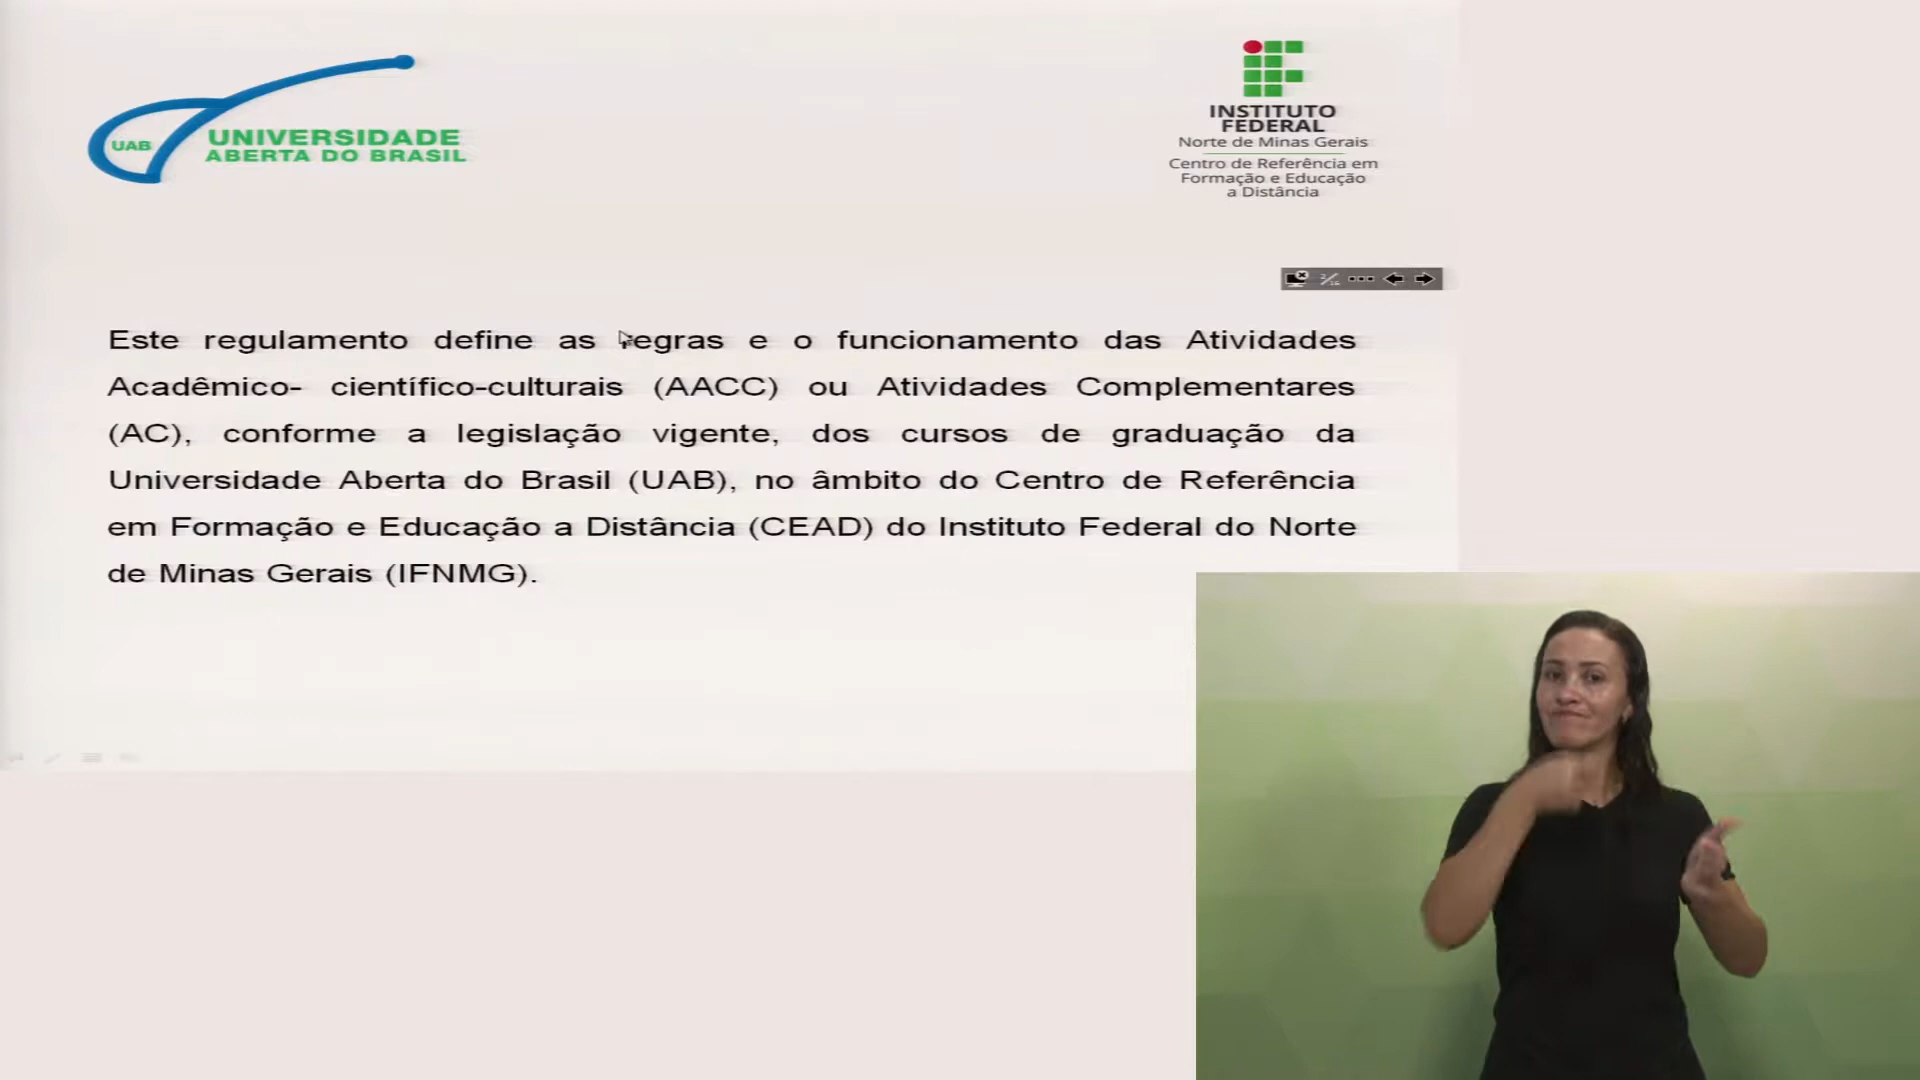 UAB
UNIVERSIDADE
ABERTA DO BRASIL
INSTITUTO
FEDERAL
Norte de Minas Gerais
Centro de Referência em
Formação e Educação
a Distância
Este regulamento define as regras e o funcionamento das Atividades
Acadêmico- científico-culturais (AACC) ou Atividades Complementares
(AC), conforme a legislação vigente, dos cursos de graduação da
Universidade Aberta do Brasil (UAB), no âmbito do Centro de Referência
em Formação e Educação a Distância (CEAD) do Instituto Federal do Norte
de Minas Gerais (IFNMG).